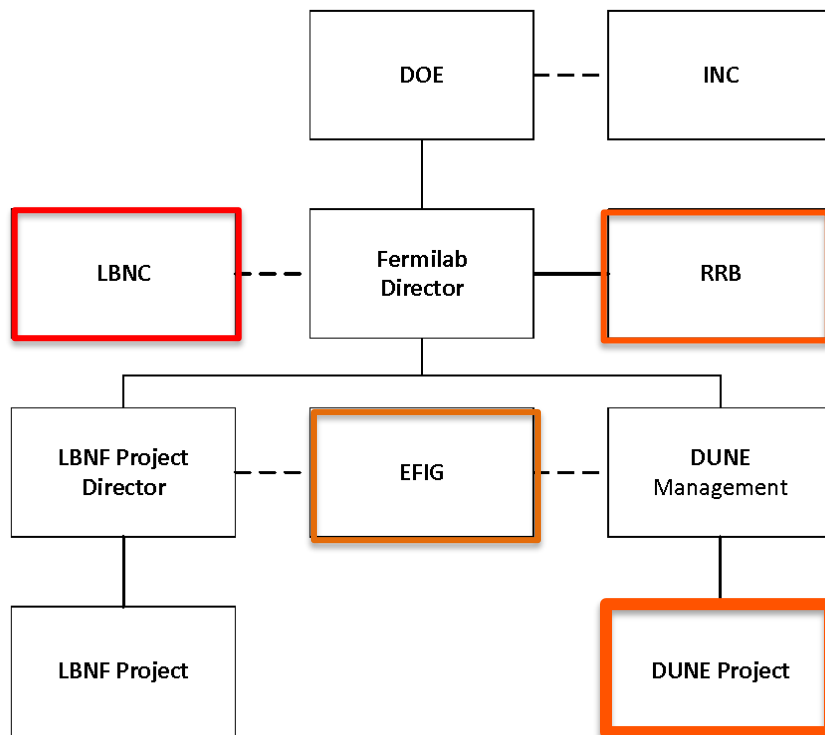 DOE
INC
LBNC
Fermilab
Director
RRB
LBNF Project
Director
EFIG
DUNE
Management
LBNF Project
DUNE Project